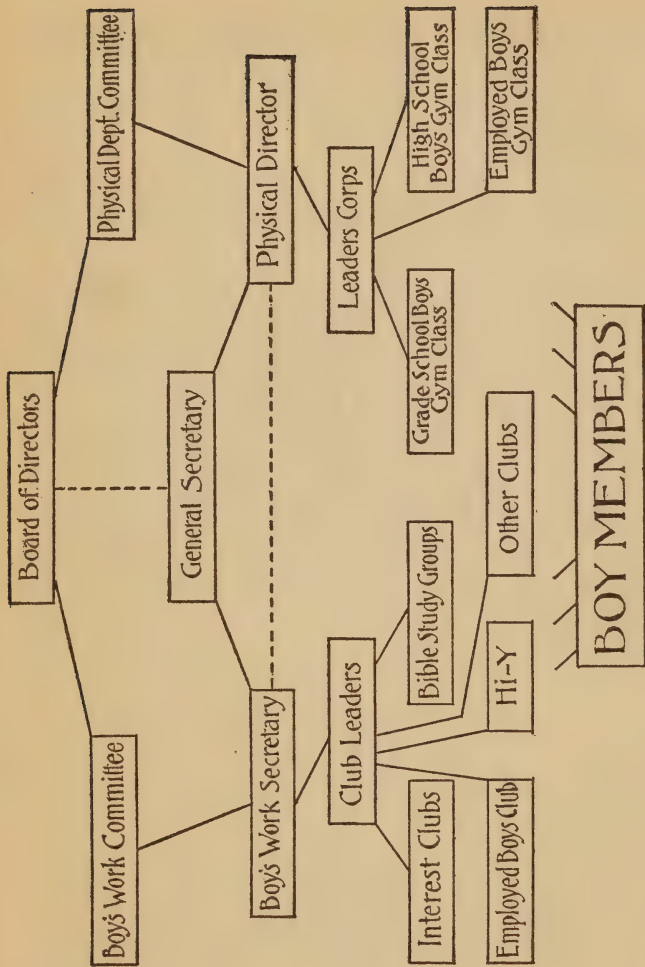 Board of Directors
Boy's Work Committee
Physical Dept. Committee
General Secretary
Boy's Work Secretary
Physical Director
Club Leaders
Leaders Corps
Interest Clubs
Bible Study Groups
Grade School Boys
Gym Class
High School
Boys' Gym Class
Employed Boys Club
Hi-Y
Other Clubs
Employed Boys
Gym Class
BOY MEMBERS